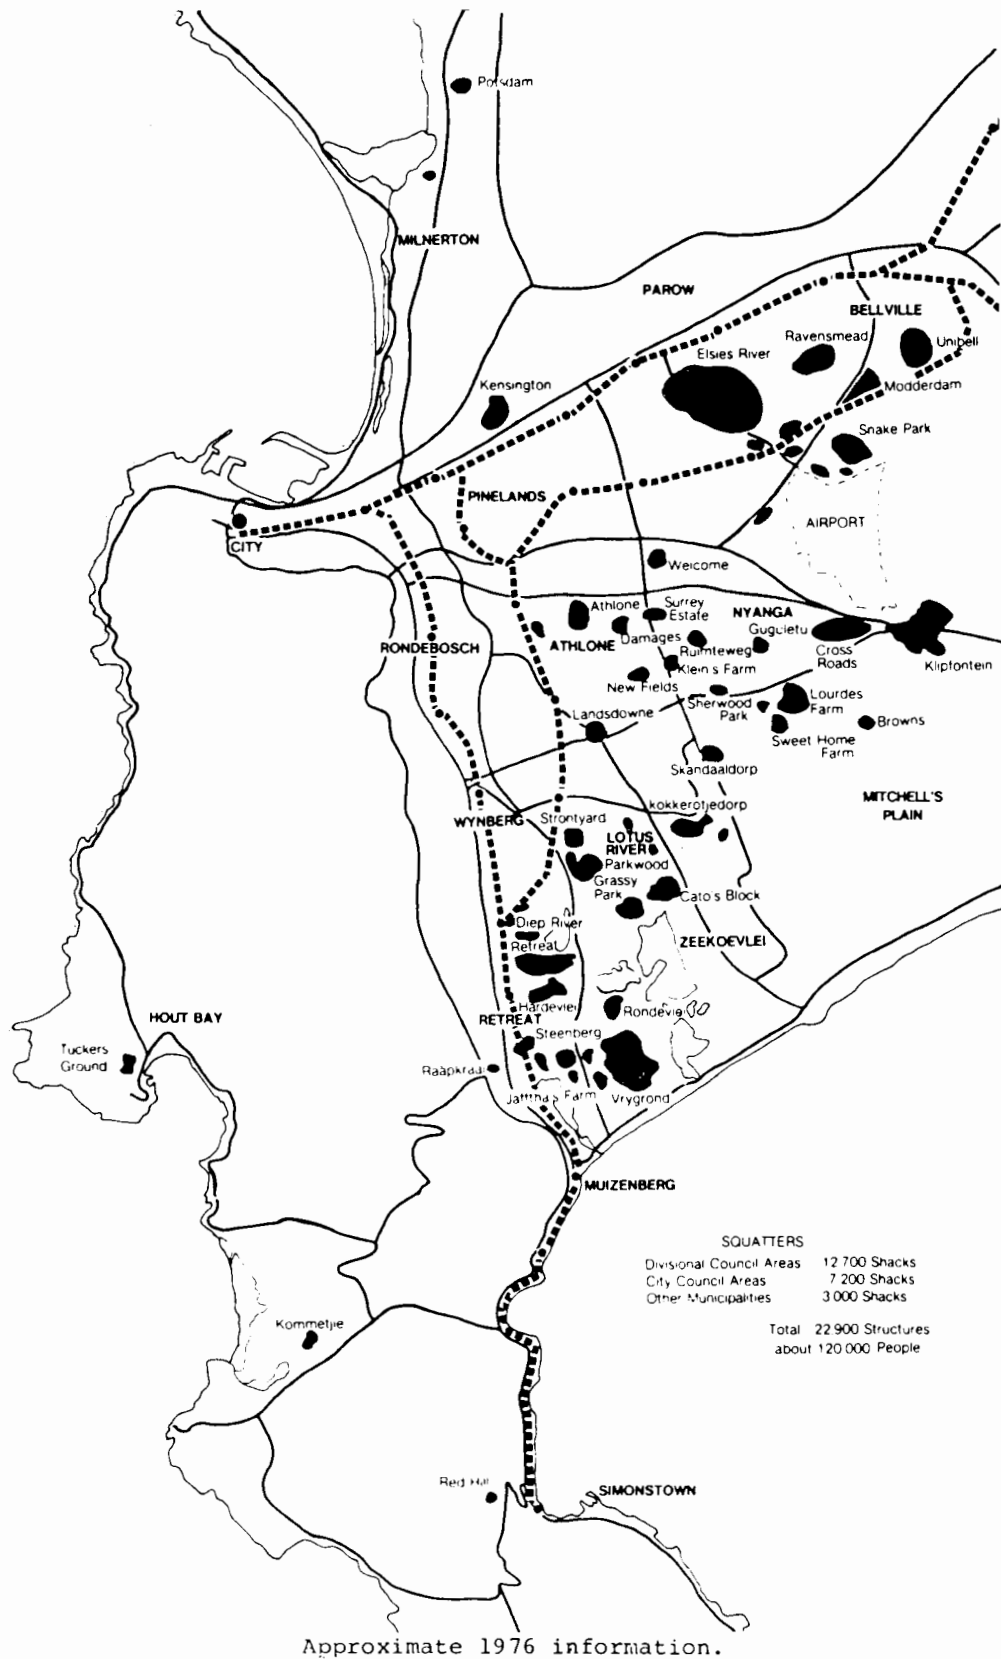 Potsdam
MILNERTON
PAROW
BELLVILLE
Ravensmead
Unibell
Elsies River
Kensington
Modderdam
Snake Park
PINELANDS
AIRPORT
CITY
Welcome
Athlone
Surrey
Estate
NYANGA
Guguletu
ATHLONE
Damages
RONDEBOSCH
Ruimteweg
Cross
Roads
Klipfontein
Klein's Farm
New Fields
Sherwood
Park
Lourdes
Farm
Landsdowne
Browns
Sweet Home
Farm
Skandaaldorp
MITCHELL'S
PLAIN
kokkerotjedorp
WYNBERG
Strontyard
LOTUS
RIVER
Parkwood
Grassy
Park
Cato's Block
Diep River
Retreat
ZEEKOEVLEI
Hardevlei
Rondevlei
RETREAT
HOUT BAY
Steenberg
Tuckers
Ground
Raapkraal
Jafftha's Farm
Vrygrond
MUIZENBERG
SQUATTERS
Divisional Council Areas 12 700 Shacks
City Council Areas 7 200 Shacks
Other Municipalities 3 000 Shacks
Total 22 900 Structures
about 120 000 People
Kommetjie
Red Hill
SIMONSTOWN
Approximate 1976 information.